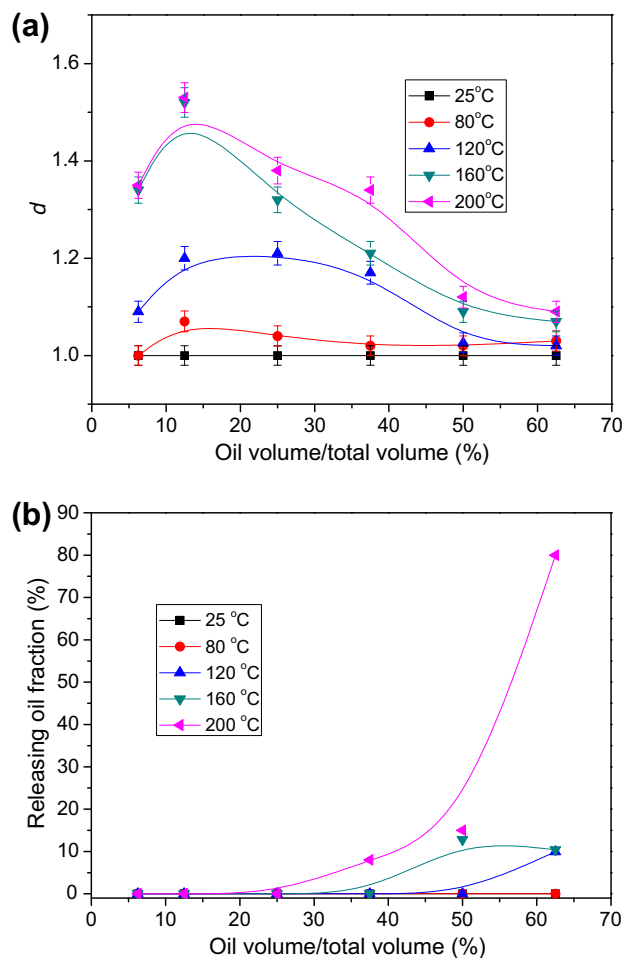 (a)
1.6
1.4
1.2
1.0
d
25°C
80°C
120°C
160°C
200°C
0 10 20 30 40 50 60 70
Oil volume/total volume (%)
(b)
90
80
70
60
50
40
30
20
10
0
Releasing oil fraction (%)
25 °C
80 °C
120 °C
160 °C
200 °C
0 10 20 30 40 50 60 70
Oil volume/total volume (%)